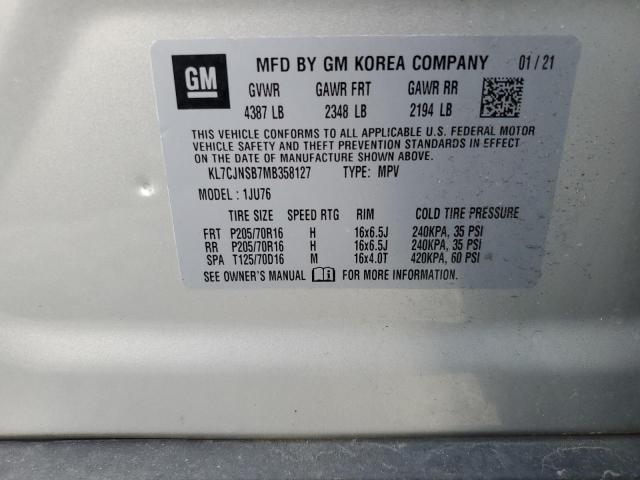 GM
MFD BY GM KOREA COMPANY 01/21
GVWR GAWR FRT GAWR RR
4387 LB 2348 LB 2194 LB
THIS VEHICLE CONFORMS TO ALL APPLICABLE U.S. FEDERAL MOTOR
VEHICLE SAFETY AND THEFT PREVENTION STANDARDS IN EFFECT
ON THE DATE OF MANUFACTURE SHOWN ABOVE.
KL7CJNSB7MB358127 TYPE: MPV
MODEL: 1JU76
TIRE SIZE SPEED RTG RIM COLD TIRE PRESSURE
FRT P205/70R16 H 16x6.5J 240KPA, 35 PSI
RR P205/70R16 H 16x6.5J 240KPA, 35 PSI
SPA T125/70D16 M 16x4.0T 420KPA, 60 PSI
SEE OWNER'S MANUAL FOR MORE INFORMATION.